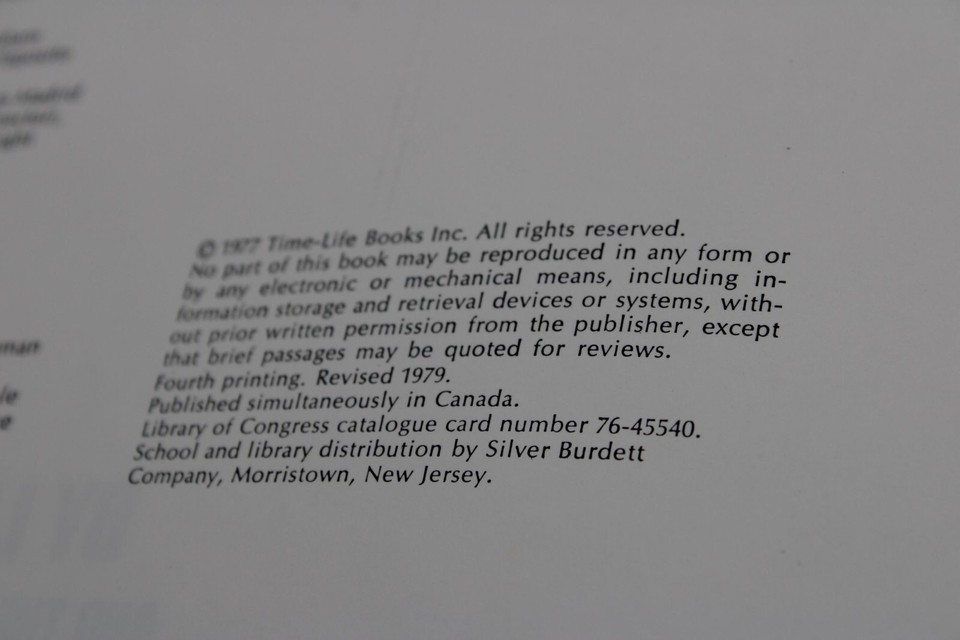 © 1977 Time-Life Books Inc. All rights reserved.
No part of this book may be reproduced in any form or
by any electronic or mechanical means, including in-
formation storage and retrieval devices or systems, with-
out prior written permission from the publisher, except
that brief passages may be quoted for reviews.
Fourth printing. Revised 1979.
Published simultaneously in Canada.
Library of Congress catalogue card number 76-45540.
School and library distribution by Silver Burdett
Company, Morristown, New Jersey.